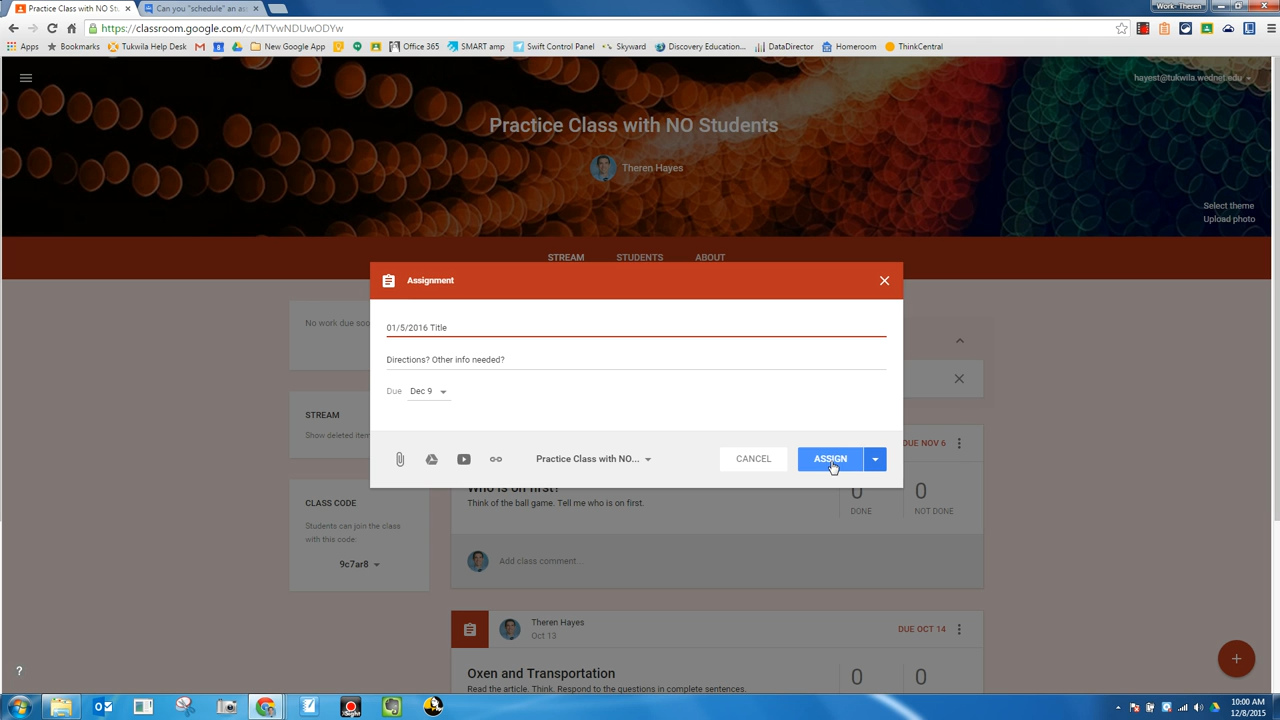 Practice Class with NO St
Can you "schedule" an as
Work- Theren
https://classroom.google.com/c/MTYwNDUwODYw
Apps
Bookmarks
Tukwila Help Desk
New Google App
Office 365
SMART amp
Swift Control Panel
Skyward
Discovery Education...
DataDirector
Homeroom
ThinkCentral
hayest@tukwila.wednet.edu
Practice Class with NO Students
Theren Hayes
Select theme
Upload photo
STREAM
STUDENTS
ABOUT
Assignment
No work due soo
01/5/2016 Title
Directions? Other info needed?
Due
Dec 9
STREAM
Show deleted item
DUE NOV 6
Practice Class with NO...
CANCEL
ASSIGN
Who is on first?
Think of the ball game. Tell me who is on first.
0
DONE
0
NOT DONE
CLASS CODE
Students can join the class
with this code:
9c7ar8
Add class comment...
Theren Hayes
Oct 13
DUE OCT 14
Oxen and Transportation
Read the article. Think. Respond to the questions in complete sentences.
0
0
?
10:00 AM
12/8/2015